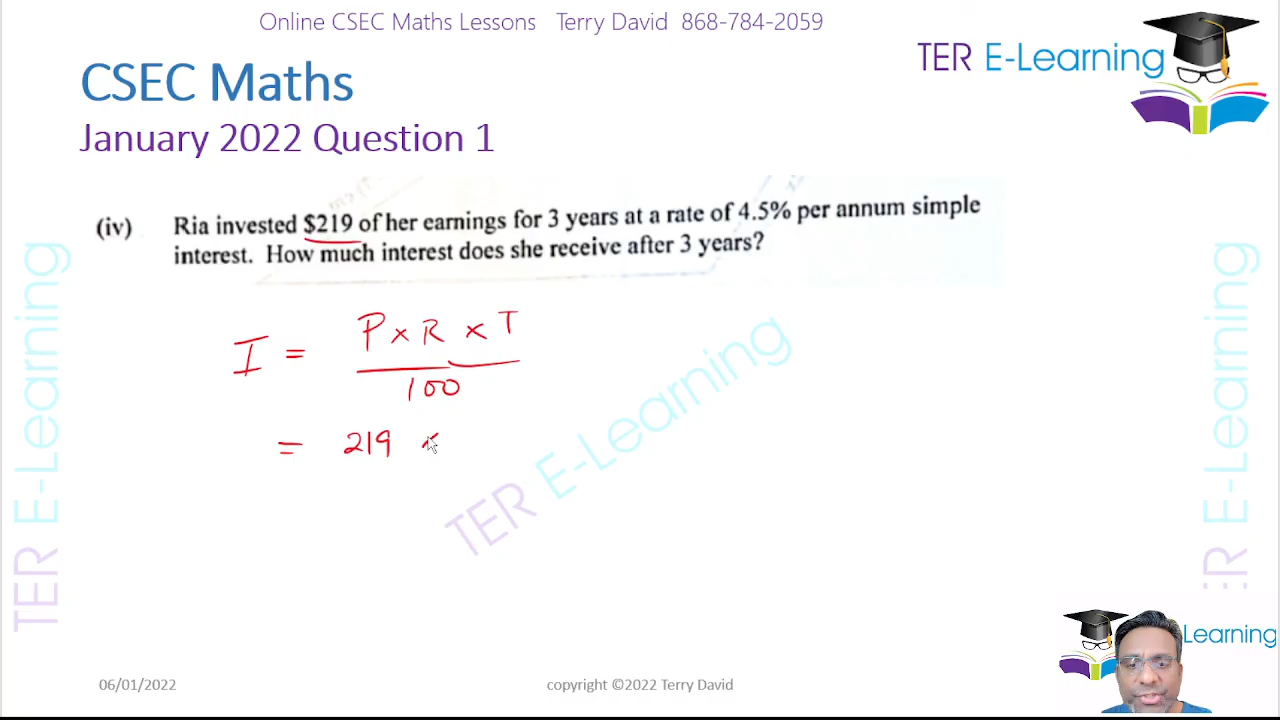 Online CSEC Maths Lessons Terry David 868-784-2059
TER E-Learning
CSEC Maths
January 2022 Question 1
(iv) Ria invested $219 of her earnings for 3 years at a rate of 4.5% per annum simple
interest. How much interest does she receive after 3 years?
I = P × R × T
100
= 219
TER E-Learning
TER E-Learning
TER E-Learning
Learning
06/01/2022
copyright ©2022 Terry David